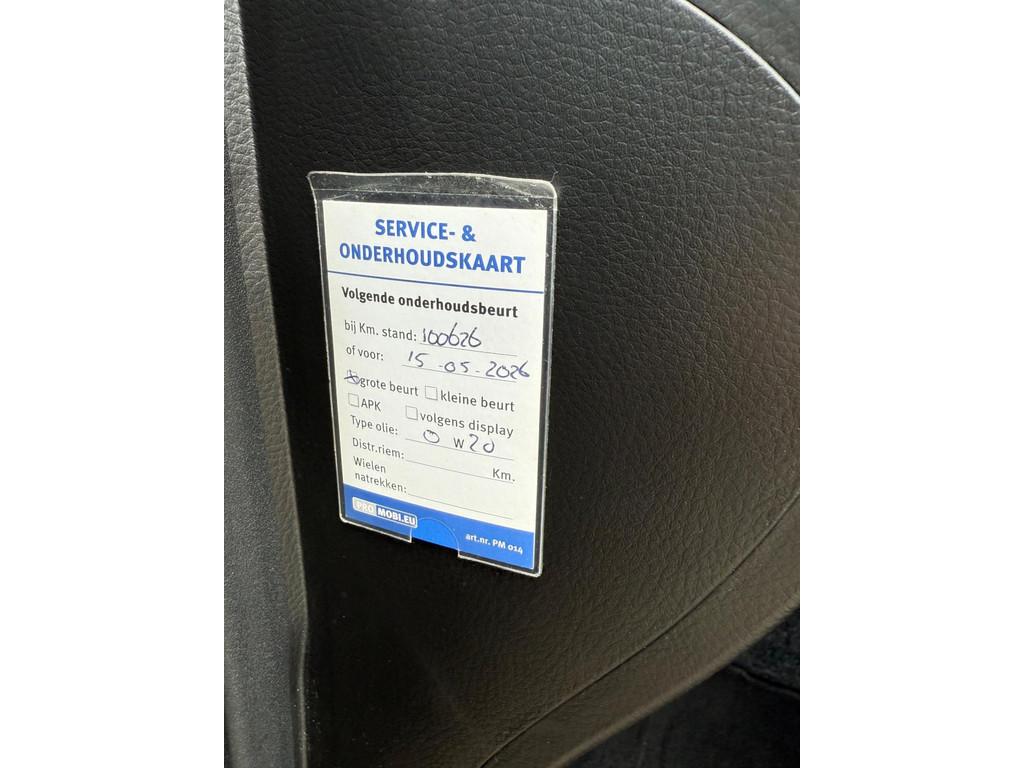 SERVICE- &
ONDERHOUDSKAART
Volgende onderhoudsbeurt
bij Km. stand: 100626
of voor: 15-05-2026
grote beurt kleine beurt
APK volgens display
Type olie: 0 W 20
Distr.riem: Km.
Wielen
natrekken:
PRO MOBI.EU
art.nr. PM 014